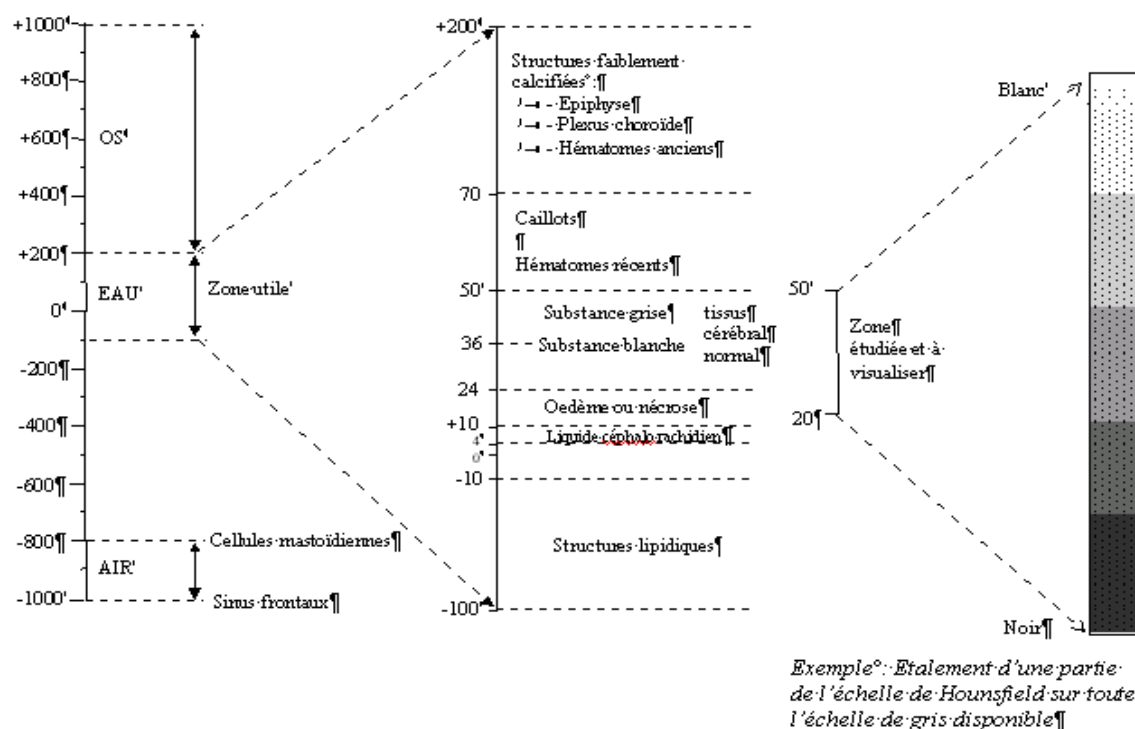 +1000
+800
+600
OS
+400
+200
EAU
Zone utile
0
-200
-400
-600
-800
Cellules mastoïdiennes¶
AIR
-1000
Sinus frontaux¶
+200
Structures faiblement
calcifiées°:¶
- Epiphyse¶
- Plexus choroïde¶
- Hématomes anciens¶
70
Caillots¶
¶
Hématomes récents¶
50
Substance grise¶
tissus¶
cérébral¶
normal¶
36
Substance blanche
24
Oedème ou nécrose¶
+10
Liquide céphalo rachidien¶
4
0
-10
Structures lipidiques¶
-100
50
Zone¶
étudiée et à
visualiser¶
20¶
Blanc
Noir¶
Exemple°: Etalement d'une partie
de l'échelle de Hounsfield sur toute
l'échelle de gris disponible¶